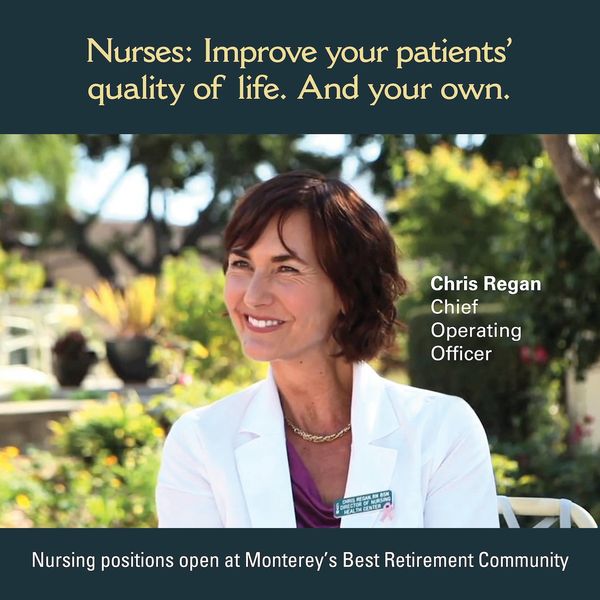 Nurses: Improve your patients’
quality of life. And your own.
Chris Regan
Chief
Operating
Officer
CHRIS REGAN, RN BSN
DIRECTOR OF NURSING
HEALTH CENTER
Nursing positions open at Monterey’s Best Retirement Community